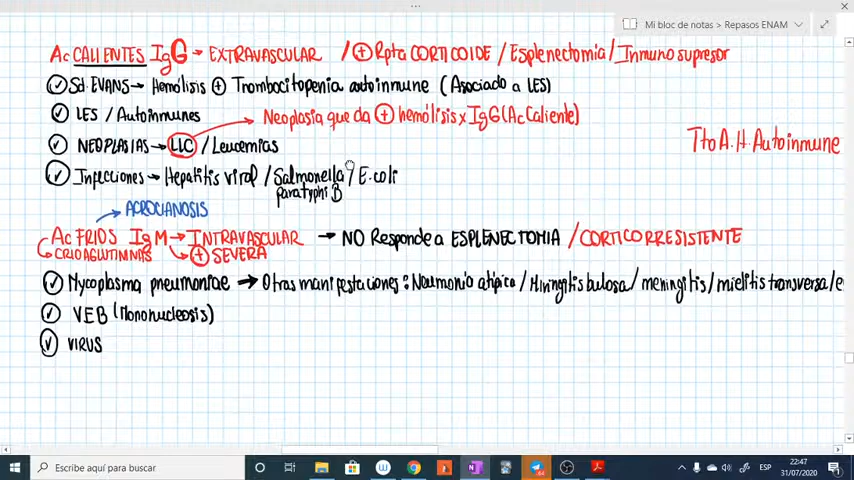 Mi bloc de notas > Repasos ENAM
Ac CALIENTES IgG → EXTRAVASCULAR / ⊕ Rpta CORTICOIDE / Esplenectomia / Inmunosupresor
Sd. EVANS → Hemólisis ⊕ Trombocitopenia autoinmune (Asociado a LES)
LES / Autoinmunes
Neoplasia que da ⊕ hemólisis x IgG (Ac Caliente)
NEOPLASIAS → LLC / Leucemias
Tto A.H. Autoinmune
Infecciones → Hepatitis viral / Salmonella / E. coli
paratyphi B
ACROCIANOSIS
Ac FRIOS IgM → INTRAVASCULAR → NO Responde a ESPLENECTOMIA / CORTICORRESISTENTE
CRIOAGLUTININAS ⊕ SEVERA
Mycoplasma pneumoniae → Otras manifestaciones: Neumonia atípica / Miringitis bulosa / meningitis / mielitis transversa / e
VEB (Mononucleosis)
VIRUS
Escribe aquí para buscar
ESP
22:47
31/07/2020